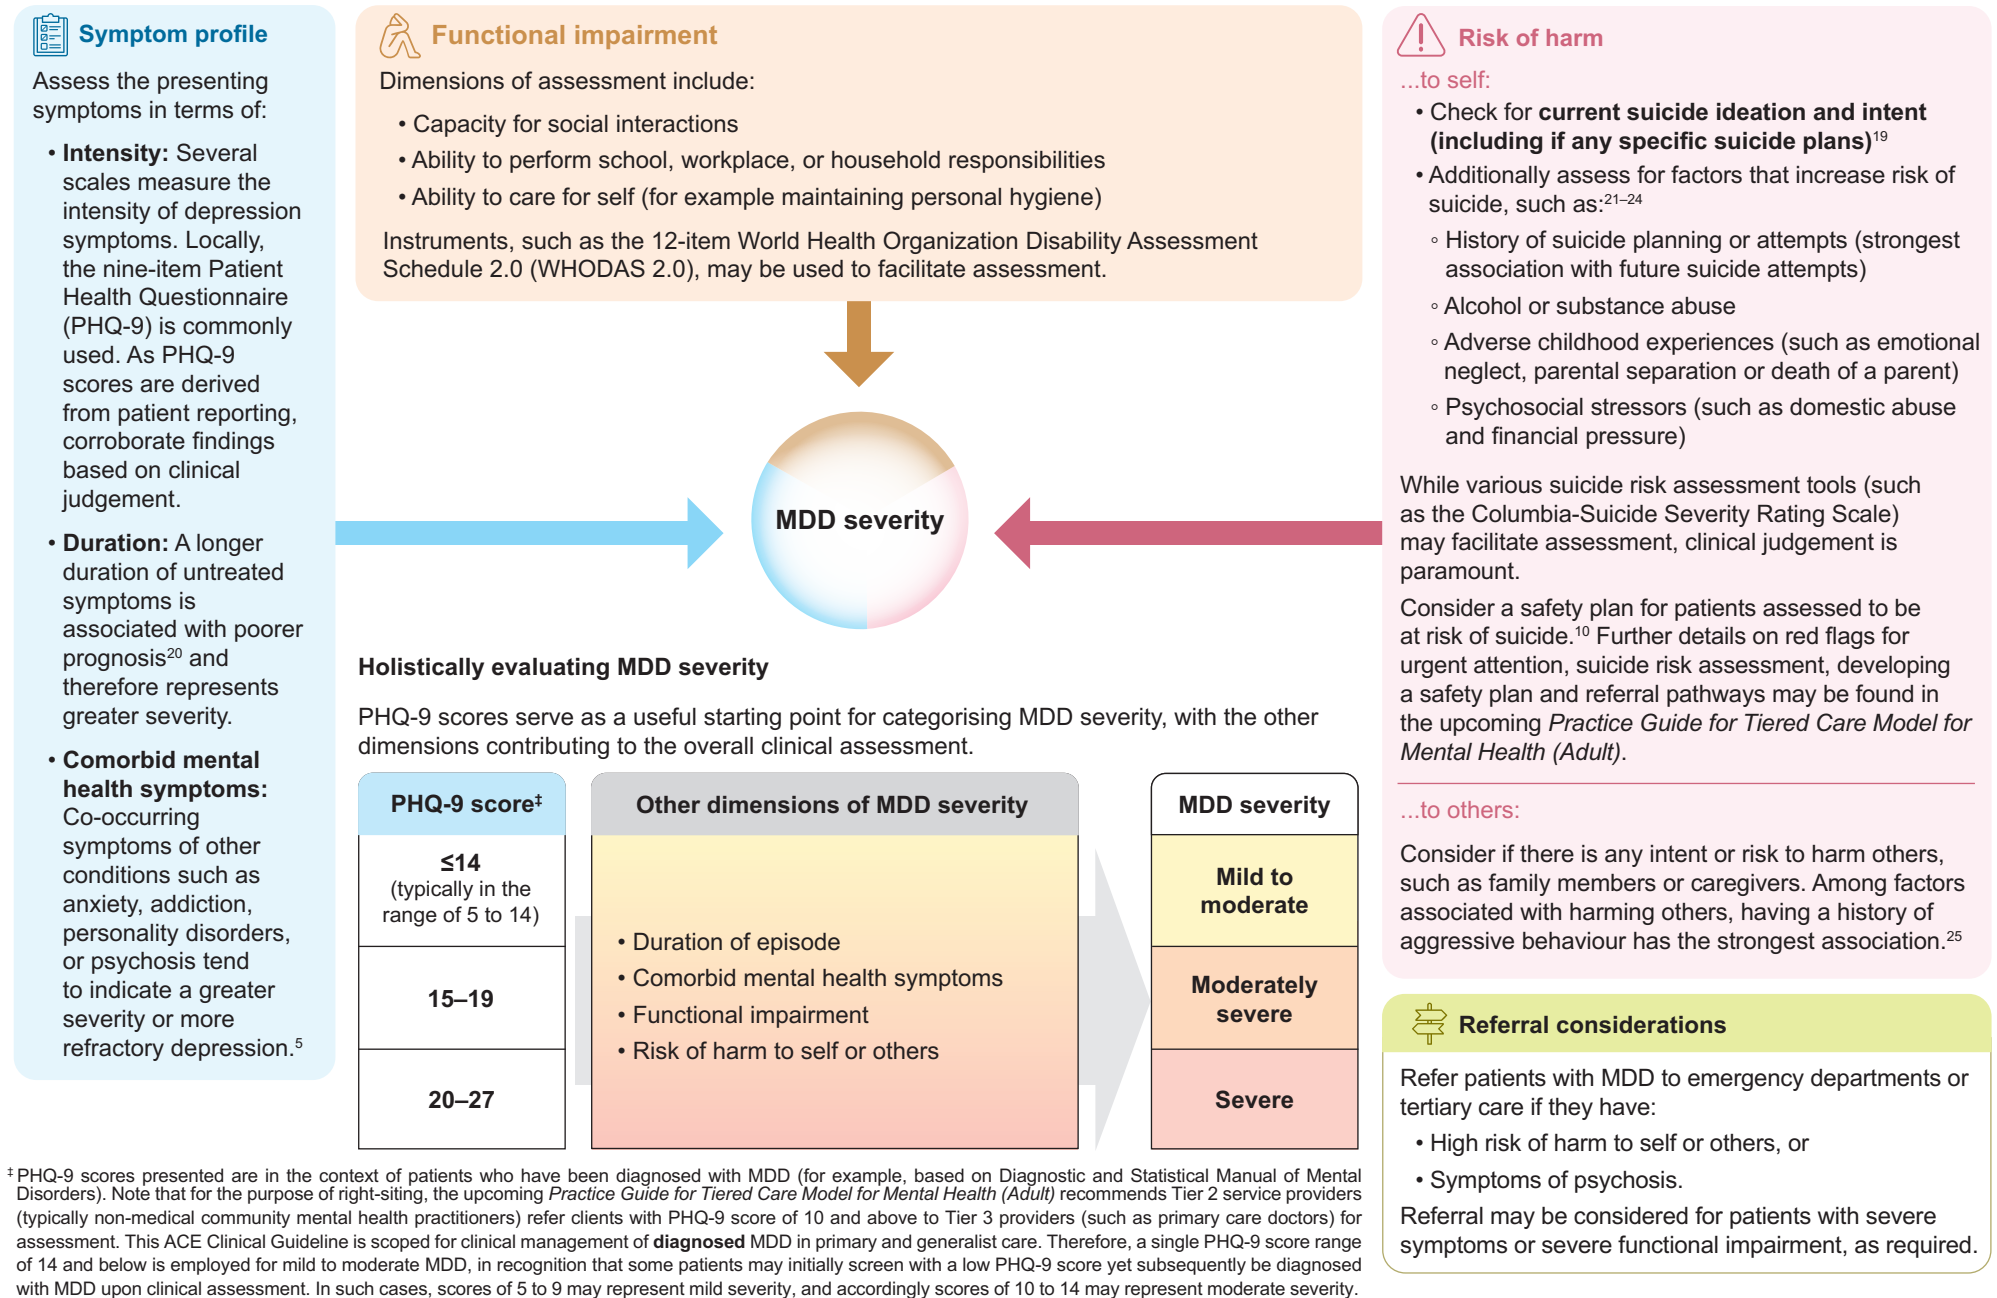 Symptom profile
Assess the presenting
symptoms in terms of:
• Intensity: Several
scales measure the
intensity of depression
symptoms. Locally,
the nine-item Patient
Health Questionnaire
(PHQ-9) is commonly
used. As PHQ-9
scores are derived
from patient reporting,
corroborate findings
based on clinical
judgement.
• Duration: A longer
duration of untreated
symptoms is
associated with poorer
prognosis20 and
therefore represents
greater severity.
• Comorbid mental
health symptoms:
Co-occurring
symptoms of other
conditions such as
anxiety, addiction,
personality disorders,
or psychosis tend
to indicate a greater
severity or more
refractory depression.5
Functional impairment
Dimensions of assessment include:
• Capacity for social interactions
• Ability to perform school, workplace, or household responsibilities
• Ability to care for self (for example maintaining personal hygiene)
Instruments, such as the 12-item World Health Organization Disability Assessment
Schedule 2.0 (WHODAS 2.0), may be used to facilitate assessment.
MDD severity
Holistically evaluating MDD severity
PHQ-9 scores serve as a useful starting point for categorising MDD severity, with the other
dimensions contributing to the overall clinical assessment.
PHQ-9 score‡
≤14
(typically in the
range of 5 to 14)
15–19
20–27
Other dimensions of MDD severity
• Duration of episode
• Comorbid mental health symptoms
• Functional impairment
• Risk of harm to self or others
MDD severity
Mild to
moderate
Moderately
severe
Severe
Risk of harm
...to self:
• Check for current suicide ideation and intent
(including if any specific suicide plans)19
• Additionally assess for factors that increase risk of
suicide, such as:21–24
◦ History of suicide planning or attempts (strongest
association with future suicide attempts)
◦ Alcohol or substance abuse
◦ Adverse childhood experiences (such as emotional
neglect, parental separation or death of a parent)
◦ Psychosocial stressors (such as domestic abuse
and financial pressure)
While various suicide risk assessment tools (such
as the Columbia-Suicide Severity Rating Scale)
may facilitate assessment, clinical judgement is
paramount.
Consider a safety plan for patients assessed to be
at risk of suicide.10 Further details on red flags for
urgent attention, suicide risk assessment, developing
a safety plan and referral pathways may be found in
the upcoming Practice Guide for Tiered Care Model for
Mental Health (Adult).
...to others:
Consider if there is any intent or risk to harm others,
such as family members or caregivers. Among factors
associated with harming others, having a history of
aggressive behaviour has the strongest association.25
Referral considerations
Refer patients with MDD to emergency departments or
tertiary care if they have:
• High risk of harm to self or others, or
• Symptoms of psychosis.
Referral may be considered for patients with severe
symptoms or severe functional impairment, as required.
‡ PHQ-9 scores presented are in the context of patients who have been diagnosed with MDD (for example, based on Diagnostic and Statistical Manual of Mental
Disorders). Note that for the purpose of right-siting, the upcoming Practice Guide for Tiered Care Model for Mental Health (Adult) recommends Tier 2 service providers
(typically non-medical community mental health practitioners) refer clients with PHQ-9 score of 10 and above to Tier 3 providers (such as primary care doctors) for
assessment. This ACE Clinical Guideline is scoped for clinical management of diagnosed MDD in primary and generalist care. Therefore, a single PHQ-9 score range
of 14 and below is employed for mild to moderate MDD, in recognition that some patients may initially screen with a low PHQ-9 score yet subsequently be diagnosed
with MDD upon clinical assessment. In such cases, scores of 5 to 9 may represent mild severity, and accordingly scores of 10 to 14 may represent moderate severity.